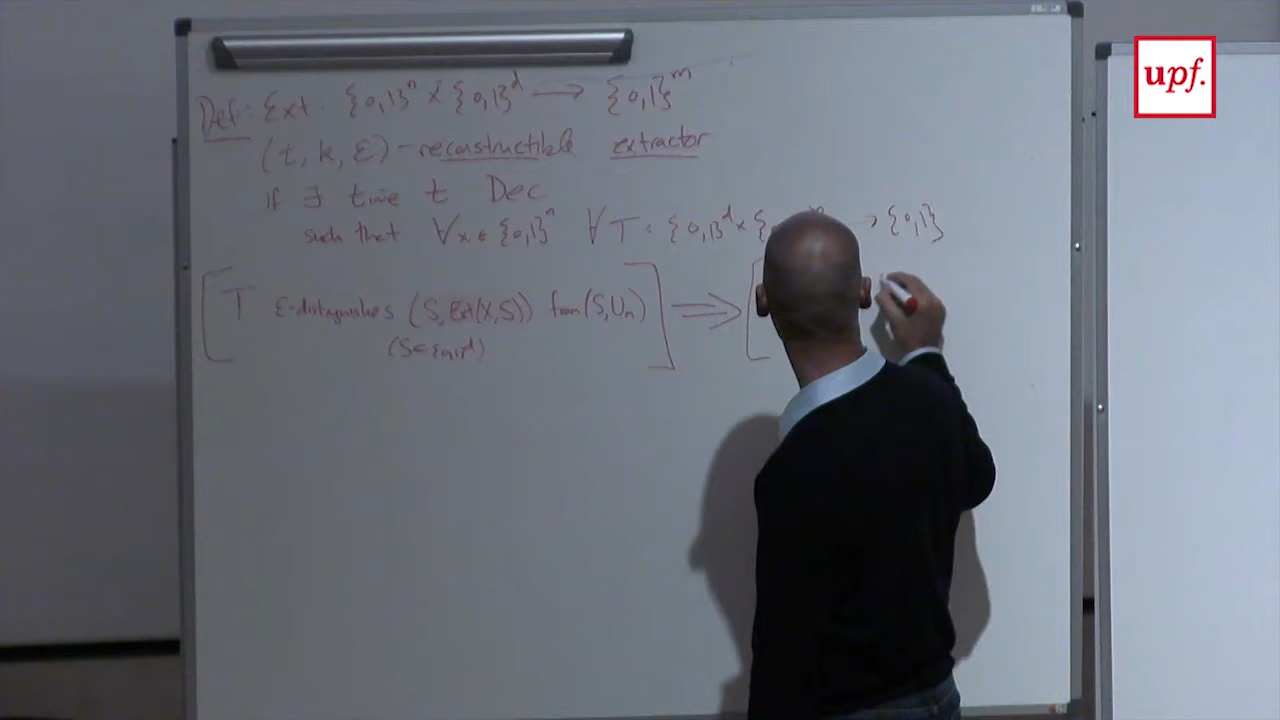 Def: Ext : {0,1}ⁿ × {0,1}ᵈ → {0,1}ᵐ
(t, k, ε) - reconstructible extractor
if ∃ time t Dec
such that ∀x∈{0,1}ⁿ ∀T: {0,1}ᵈ × { → {0,1}
[ T ε-distinguishes (S, Ext(X,S)) from (S, Uₙ) ] ⟹ [
(S∈{0,1}ᵈ)
upf.